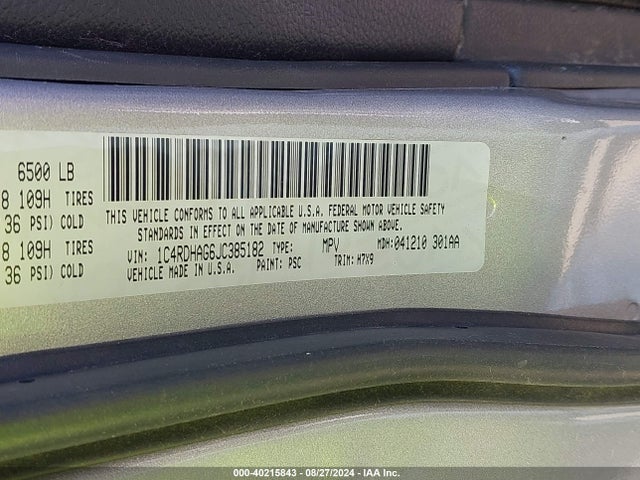 6500 LB
8 109H TIRES
36 PSI) COLD
8 109H TIRES
36 PSI) COLD
THIS VEHICLE CONFORMS TO ALL APPLICABLE U.S.A. FEDERAL MOTOR VEHICLE SAFETY
STANDARDS IN EFFECT ON THE DATE OF MANUFACTURE SHOWN ABOVE.
VIN: 1C4RDHAG6JC385182 TYPE: MPV MDH: 041210 301AA
VEHICLE MADE IN U.S.A. PAINT: PSC TRIM: H7X9
000-40215843 // 08/27/2024 // IAA Inc.